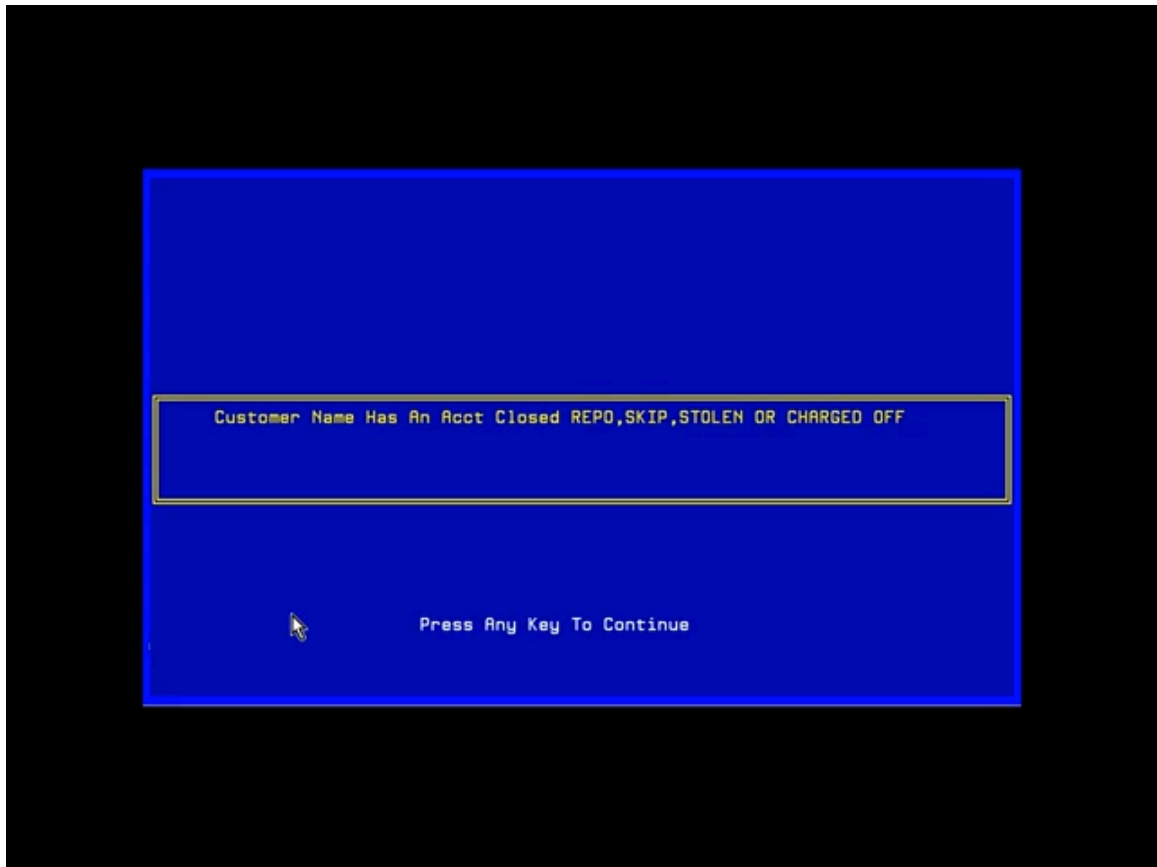 Customer Name Has An Acct Closed REPO,SKIP,STOLEN OR CHARGED OFF
Press Any Key To Continue